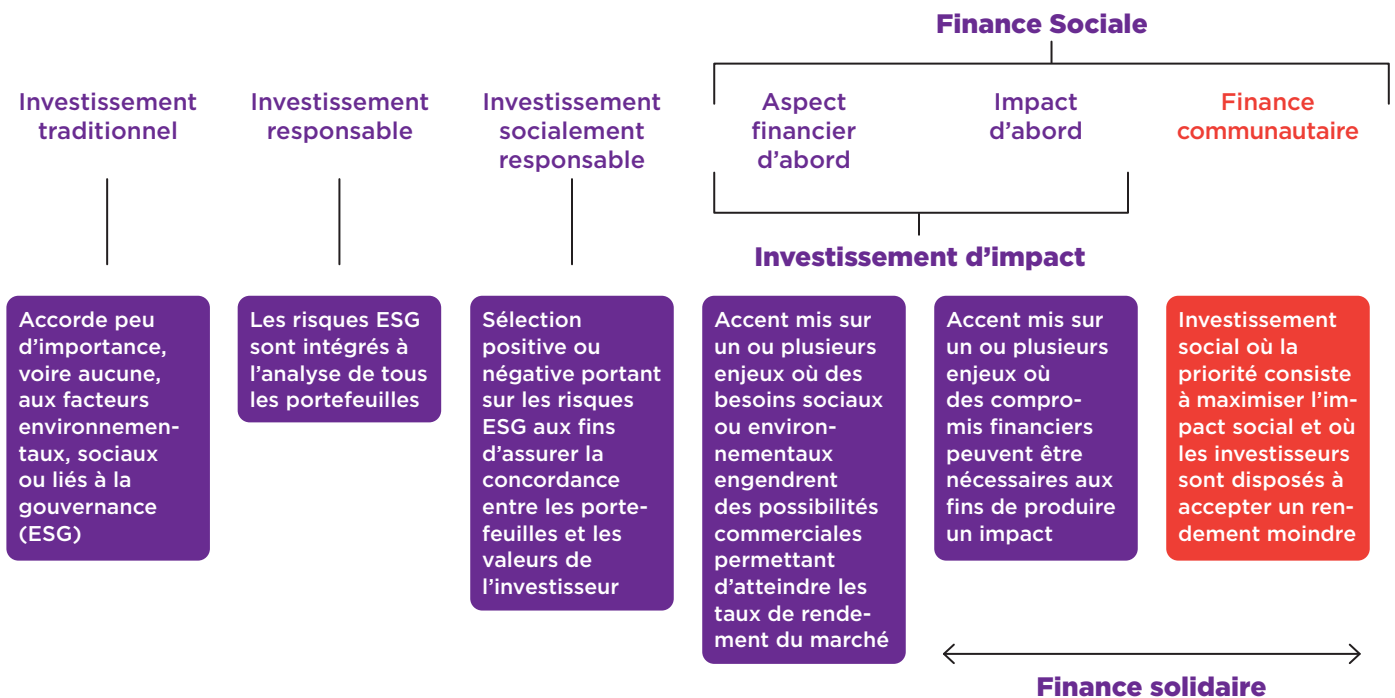 Finance Sociale
Investissement
traditionnel
Investissement
responsable
Investissement
socialement
responsable
Aspect
financier
d’abord
Impact
d’abord
Finance
communautaire
Investissement d’impact
Accorde peu
d’importance,
voire aucune,
aux facteurs
environnemen-
taux, sociaux
ou liés à la
gouvernance
(ESG)
Les risques ESG
sont intégrés à
l’analyse de tous
les portefeuilles
Sélection
positive ou
négative portant
sur les risques
ESG aux fins
d’assurer la
concordance
entre les porte-
feuilles et les
valeurs de
l’investisseur
Accent mis sur
un ou plusieurs
enjeux où des
besoins sociaux
ou environ-
nementaux
engendrent
des possibilités
commerciales
permettant
d’atteindre les
taux de rende-
ment du marché
Accent mis sur
un ou plusieurs
enjeux où
des compro-
mis financiers
peuvent être
nécessaires aux
fins de produire
un impact
Investissement
social où la
priorité consiste
à maximiser l’im-
pact social et où
les investisseurs
sont disposés à
accepter un ren-
dement moindre
Finance solidaire